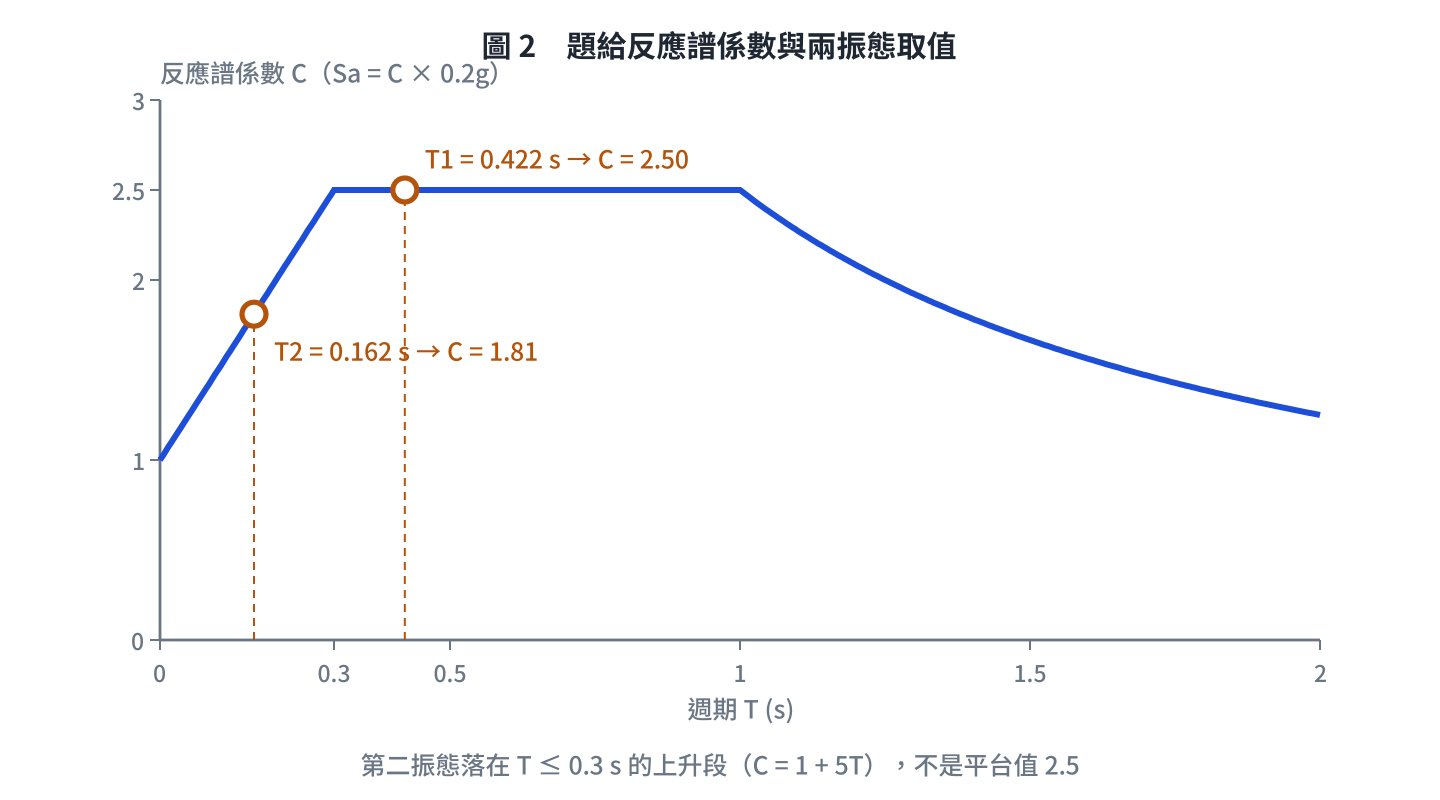 圖 2　題給反應譜係數與兩振態取值
反應譜係數 C（Sa = C × 0.2g）
3
T1 = 0.422 s → C = 2.50
2.5
2
T2 = 0.162 s → C = 1.81
1
0
0 0.3 0.5 1 1.5 2
週期 T (s)
第二振態落在 T ≤ 0.3 s 的上升段（C = 1 + 5T），不是平台值 2.5